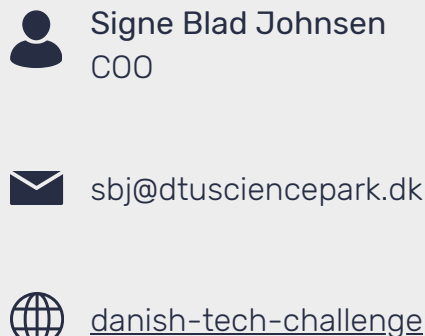 Signe Blad Johnsen
COO
sbj@dtusciencepark.dk
danish-tech-challenge